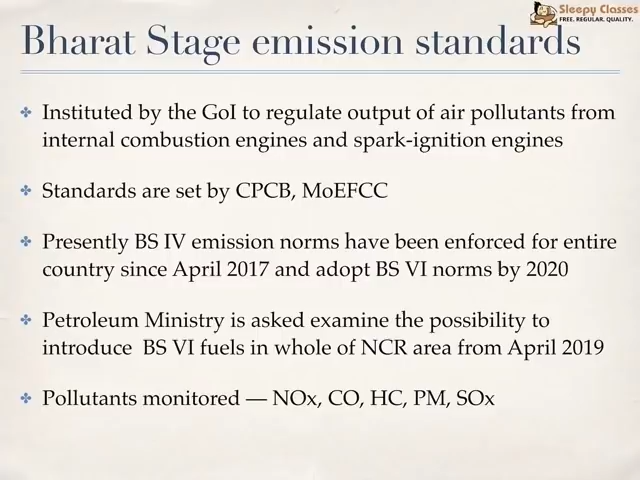 Sleepy Classes
FREE. REGULAR. QUALITY.
Bharat Stage emission standards
Instituted by the GoI to regulate output of air pollutants from
internal combustion engines and spark-ignition engines
Standards are set by CPCB, MoEFCC
Presently BS IV emission norms have been enforced for entire
country since April 2017 and adopt BS VI norms by 2020
Petroleum Ministry is asked examine the possibility to
introduce BS VI fuels in whole of NCR area from April 2019
Pollutants monitored — NOx, CO, HC, PM, SOx